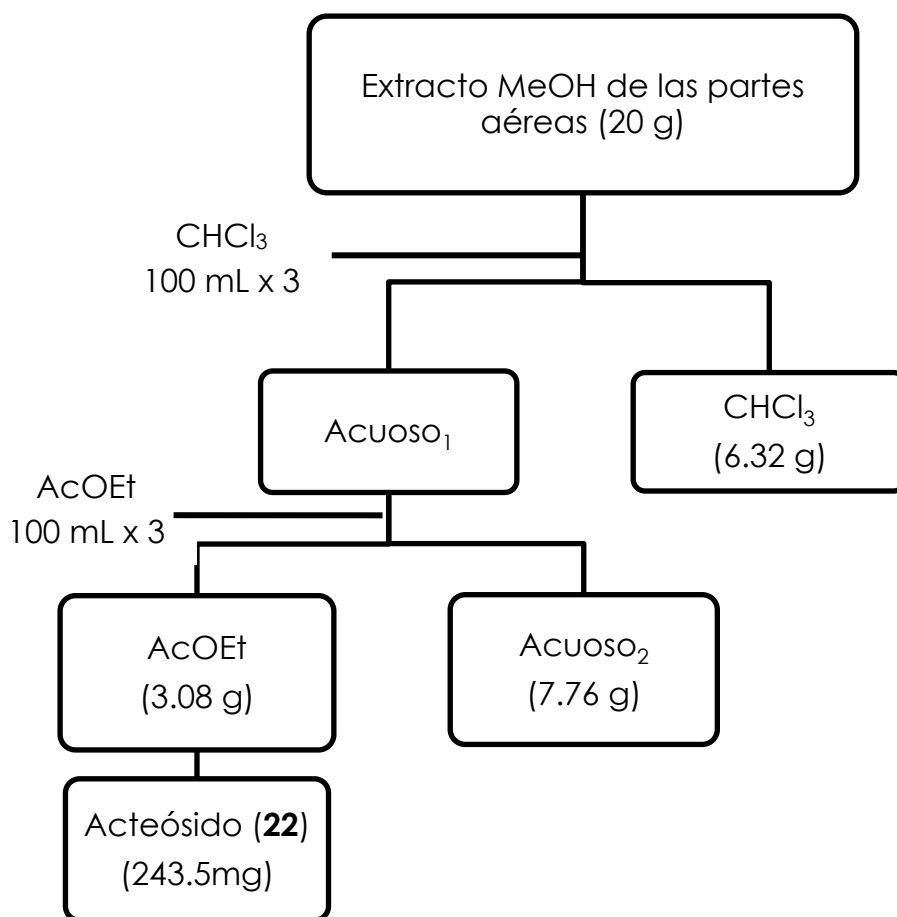 Extracto MeOH de las partes
aéreas (20 g)
CHCl₃
100 mL x 3
Acuoso₁
CHCl₃
(6.32 g)
AcOEt
100 mL x 3
AcOEt
(3.08 g)
Acuoso₂
(7.76 g)
Acteósido (22)
(243.5mg)